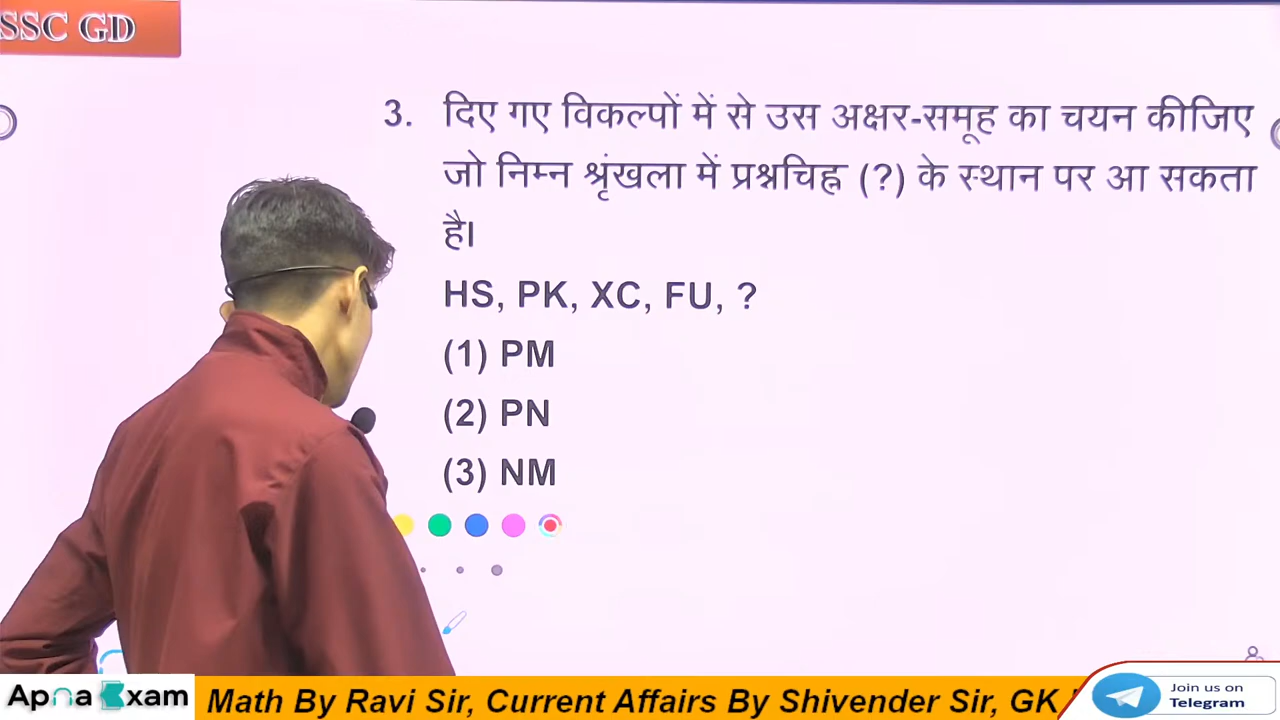 SSC GD
3. दिए गए विकल्पों में से उस अक्षर-समूह का चयन कीजिए
जो निम्न श्रृंखला में प्रश्नचिह्न (?) के स्थान पर आ सकता
है।
HS, PK, XC, FU, ?
(1) PM
(2) PN
(3) NM
Apna Exam
Math By Ravi Sir, Current Affairs By Shivender Sir, GK
Join us on
Telegram